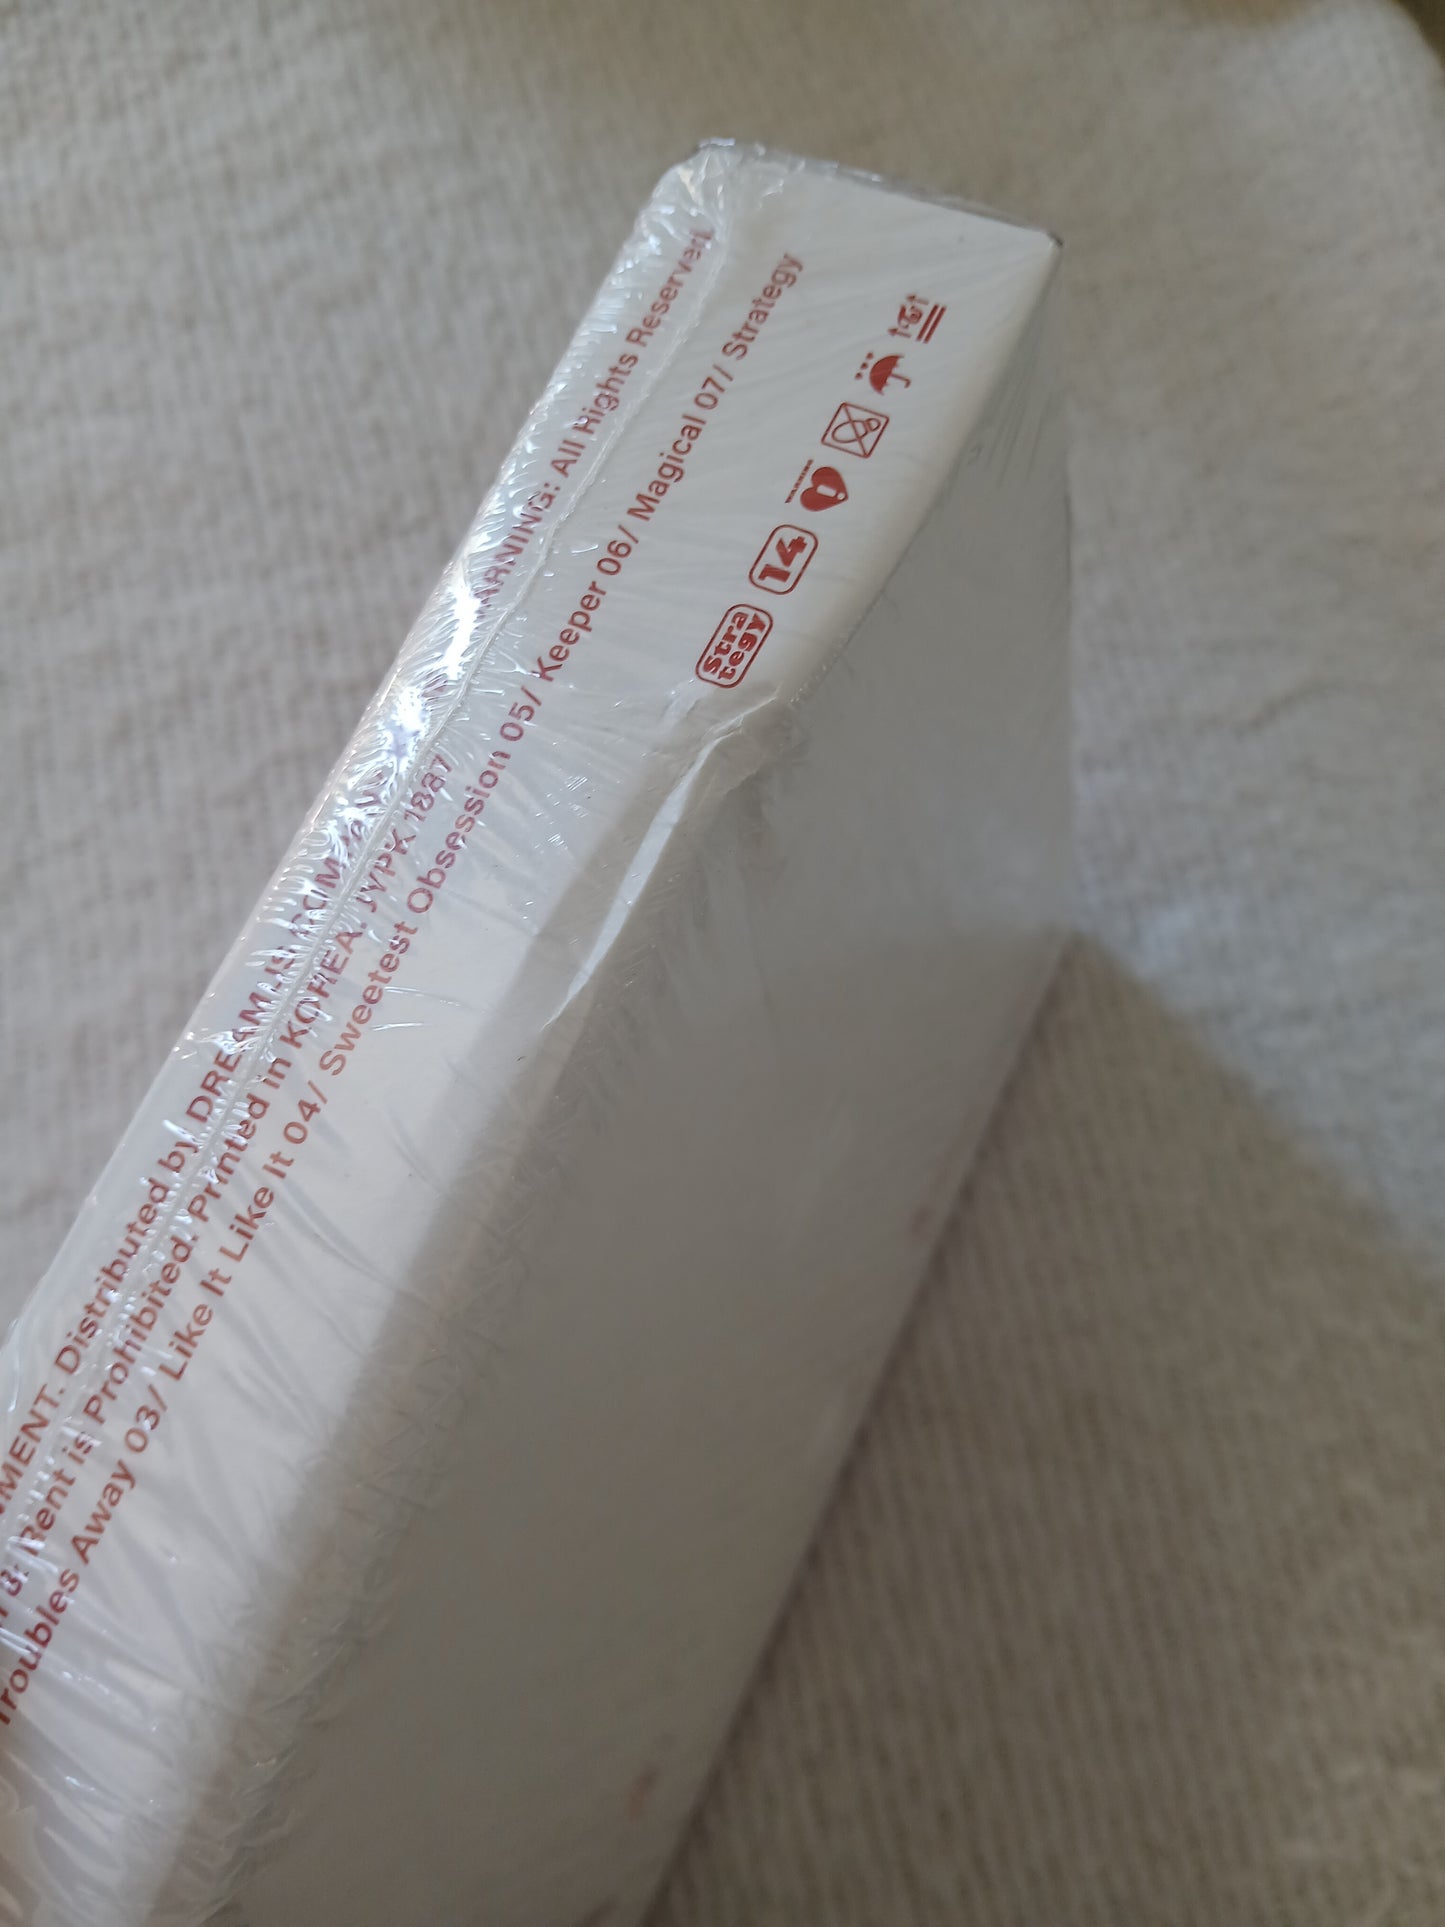 NMENT. Distributed by DREAMUS COMPANY. WARNING: All Rights Reserved.
Rent is Prohibited. Printed in KOREA. JYPK 1887
Troubles Away 03/ Like It Like It 04/ Sweetest Obsession 05/ Keeper 06/ Magical 07/ Strategy
Stra
tegy
14